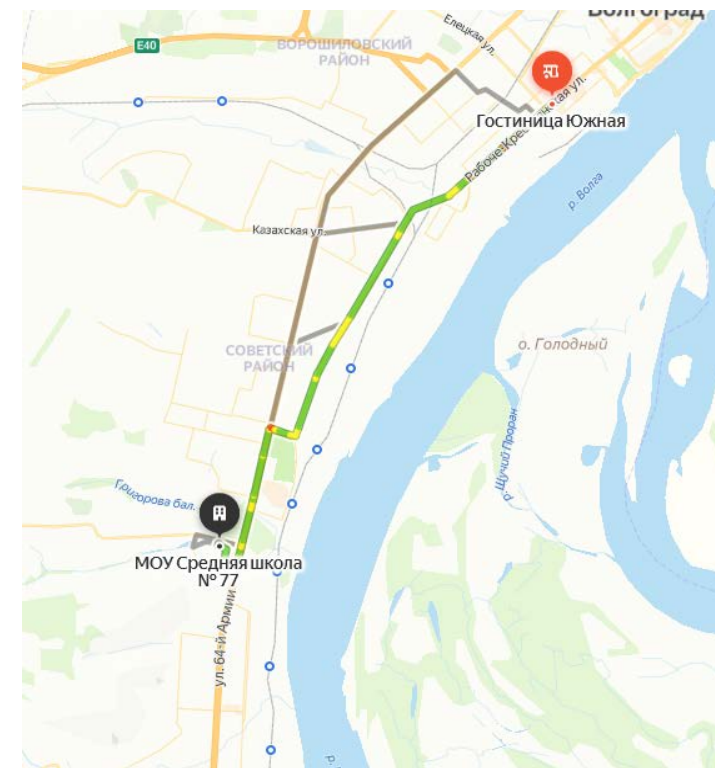 Волгоград
Елецкая ул.
E40
ВОРОШИЛОВСКИЙ
РАЙОН
Гостиница Южная
Рабоче-Крестьянская ул.
р. Волга
Казахская ул.
о. Голодный
СОВЕТСКИЙ
РАЙОН
р. Щучий Проран
Григорова бал.
МОУ Средняя школа
№ 77
ул. 64-й Армии
р.